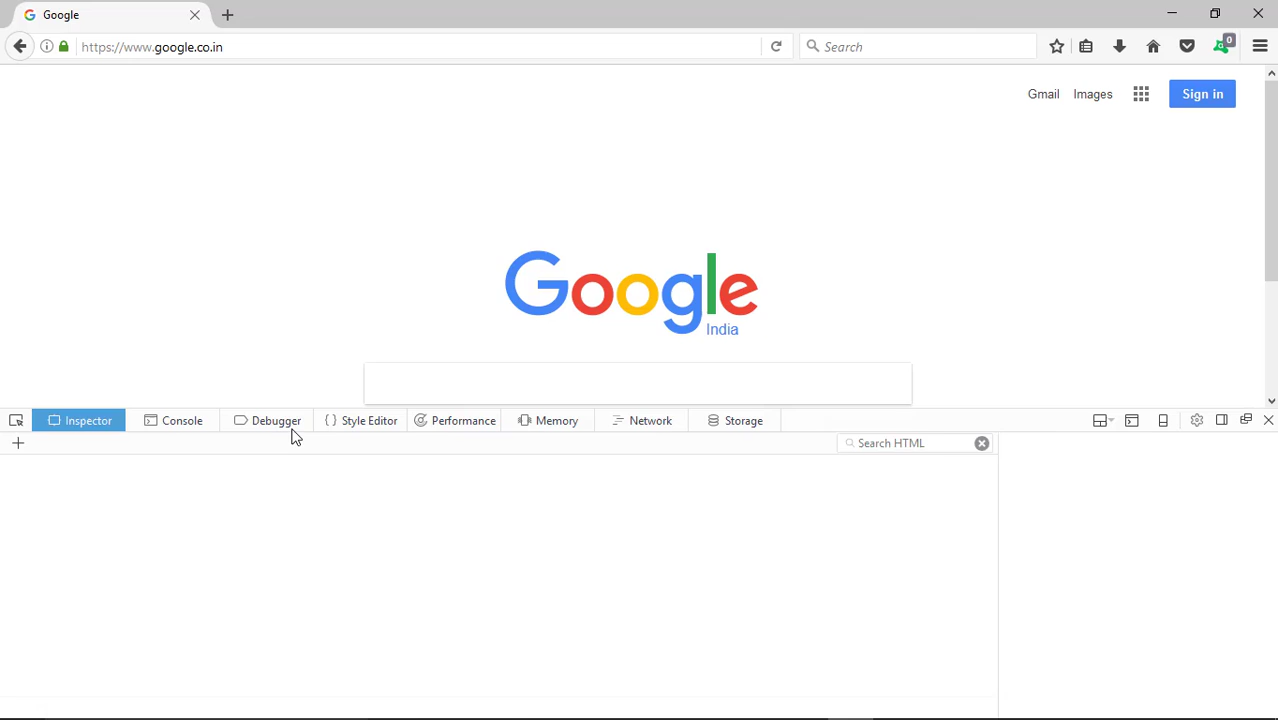 Google
https://www.google.co.in
Search
0
Gmail Images Sign in
Google
India
Inspector Console Debugger Style Editor Performance Memory Network Storage
Search HTML